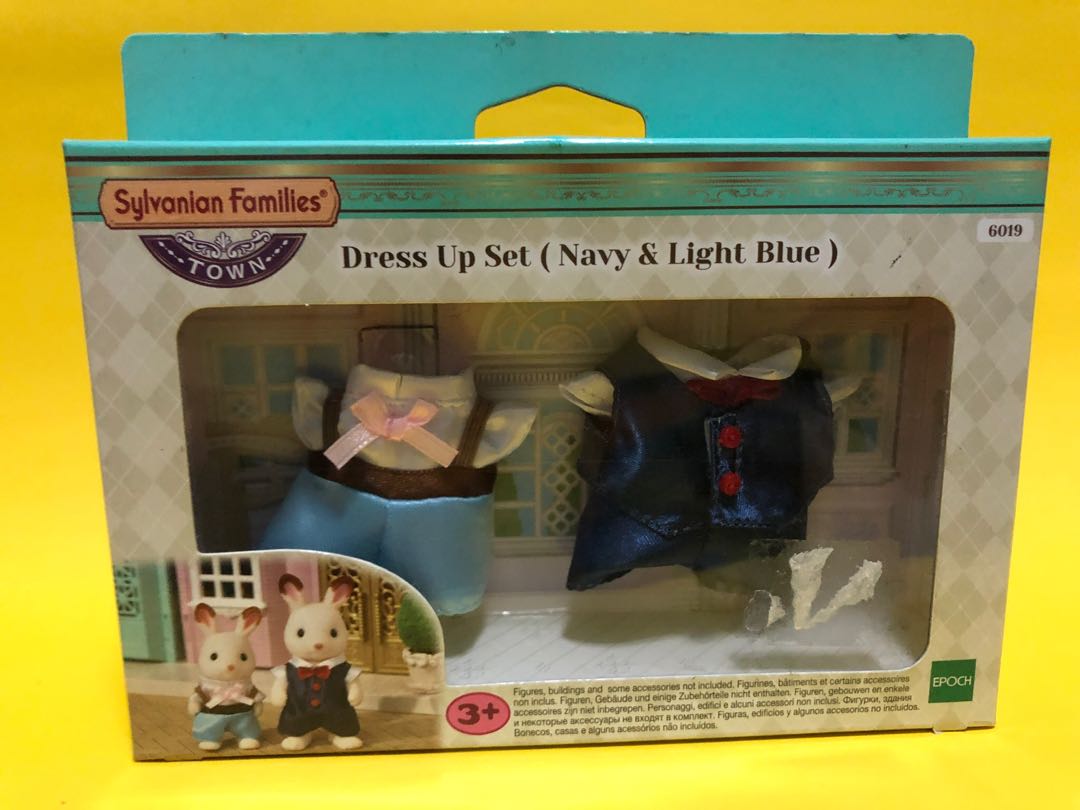 Sylvanian Families®
TOWN
Dress Up Set ( Navy & Light Blue )
6019
3+
Figures, buildings and some accessories not included. Figurines, bâtiments et certains accessoires
non inclus. Figuren, Gebäude und einige Zubehörteile nicht enthalten. Figuren, gebouwen en enkele
accessoires zijn niet inbegrepen. Personaggi, edifici e alcuni accessori non inclusi. Фигурки, здания
и некоторые аксессуары не входят в комплект. Figuras, edificios y algunos accesorios no incluidos.
Bonecos, casas e alguns acessórios não incluídos.
EPOCH